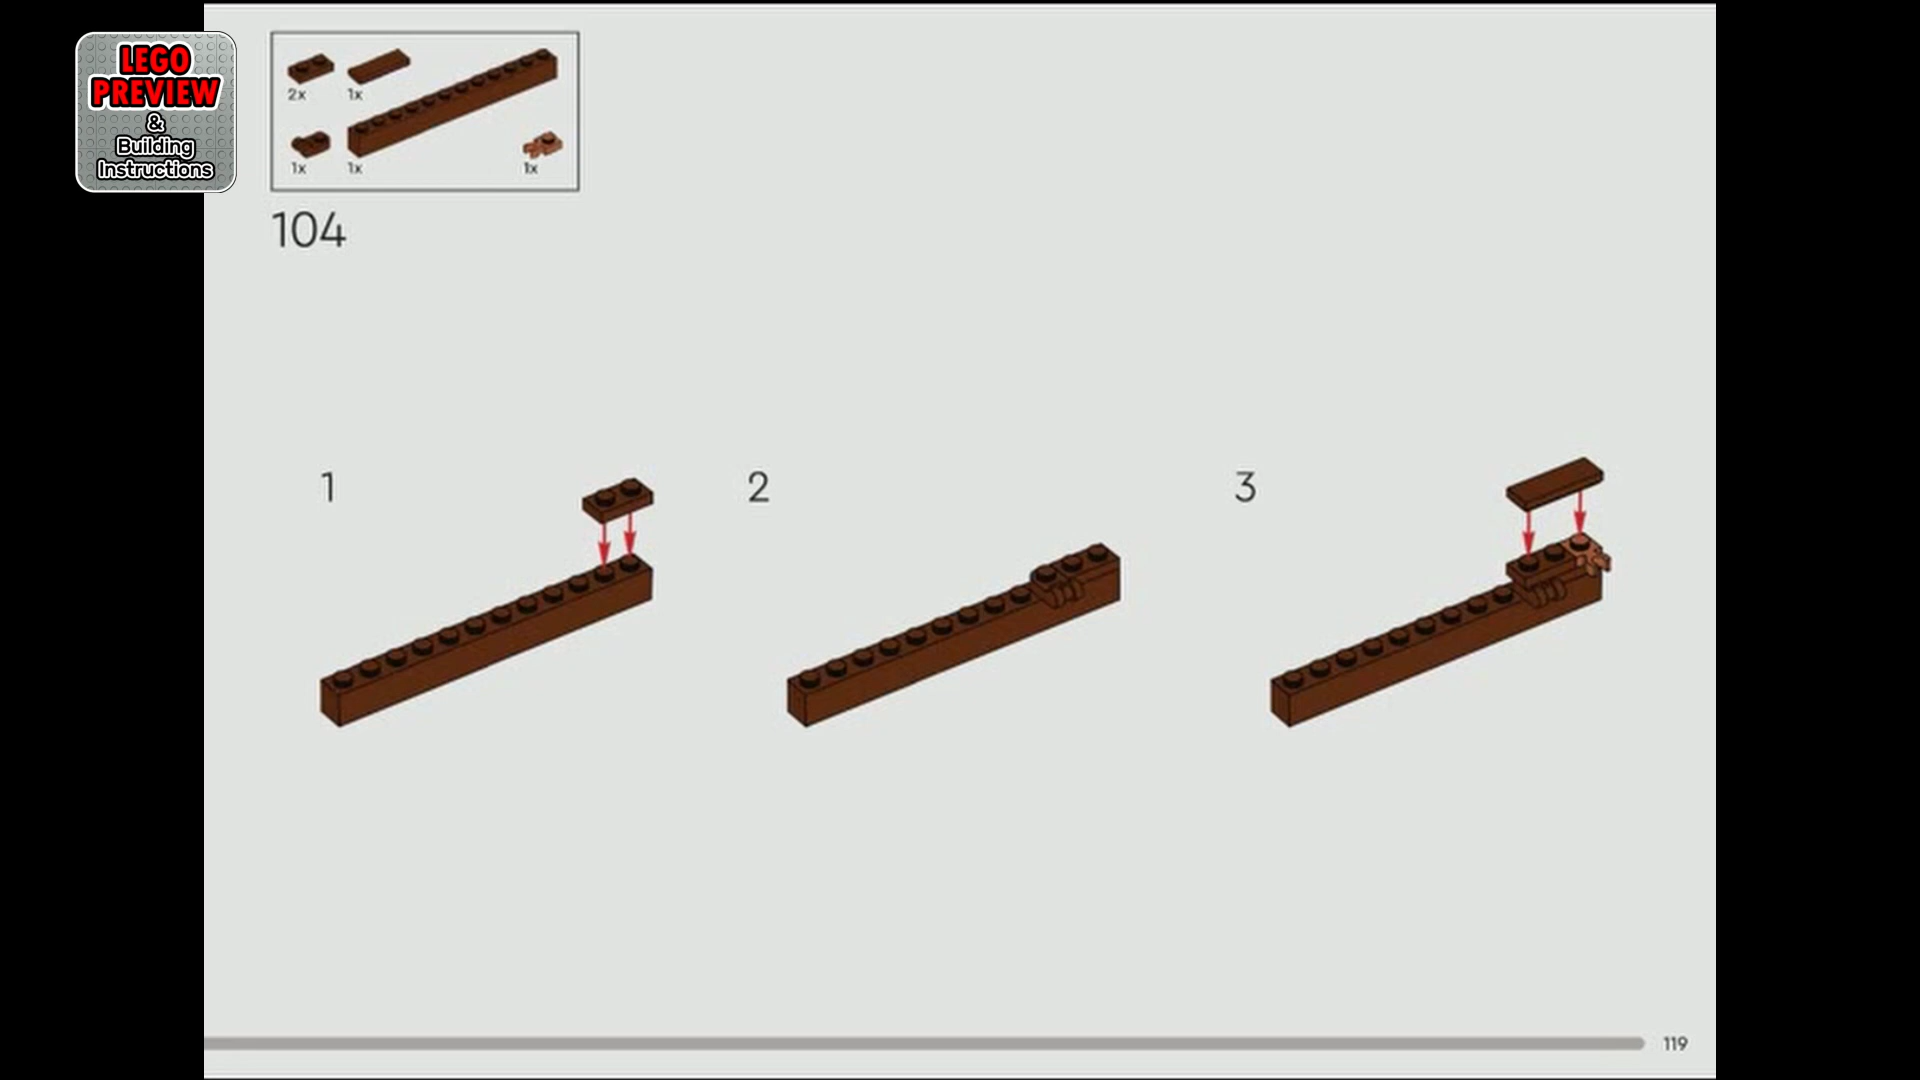 LEGO
PREVIEW
&
Building
Instructions
2x 1x
1x 1x 1x
104
1 2 3
119